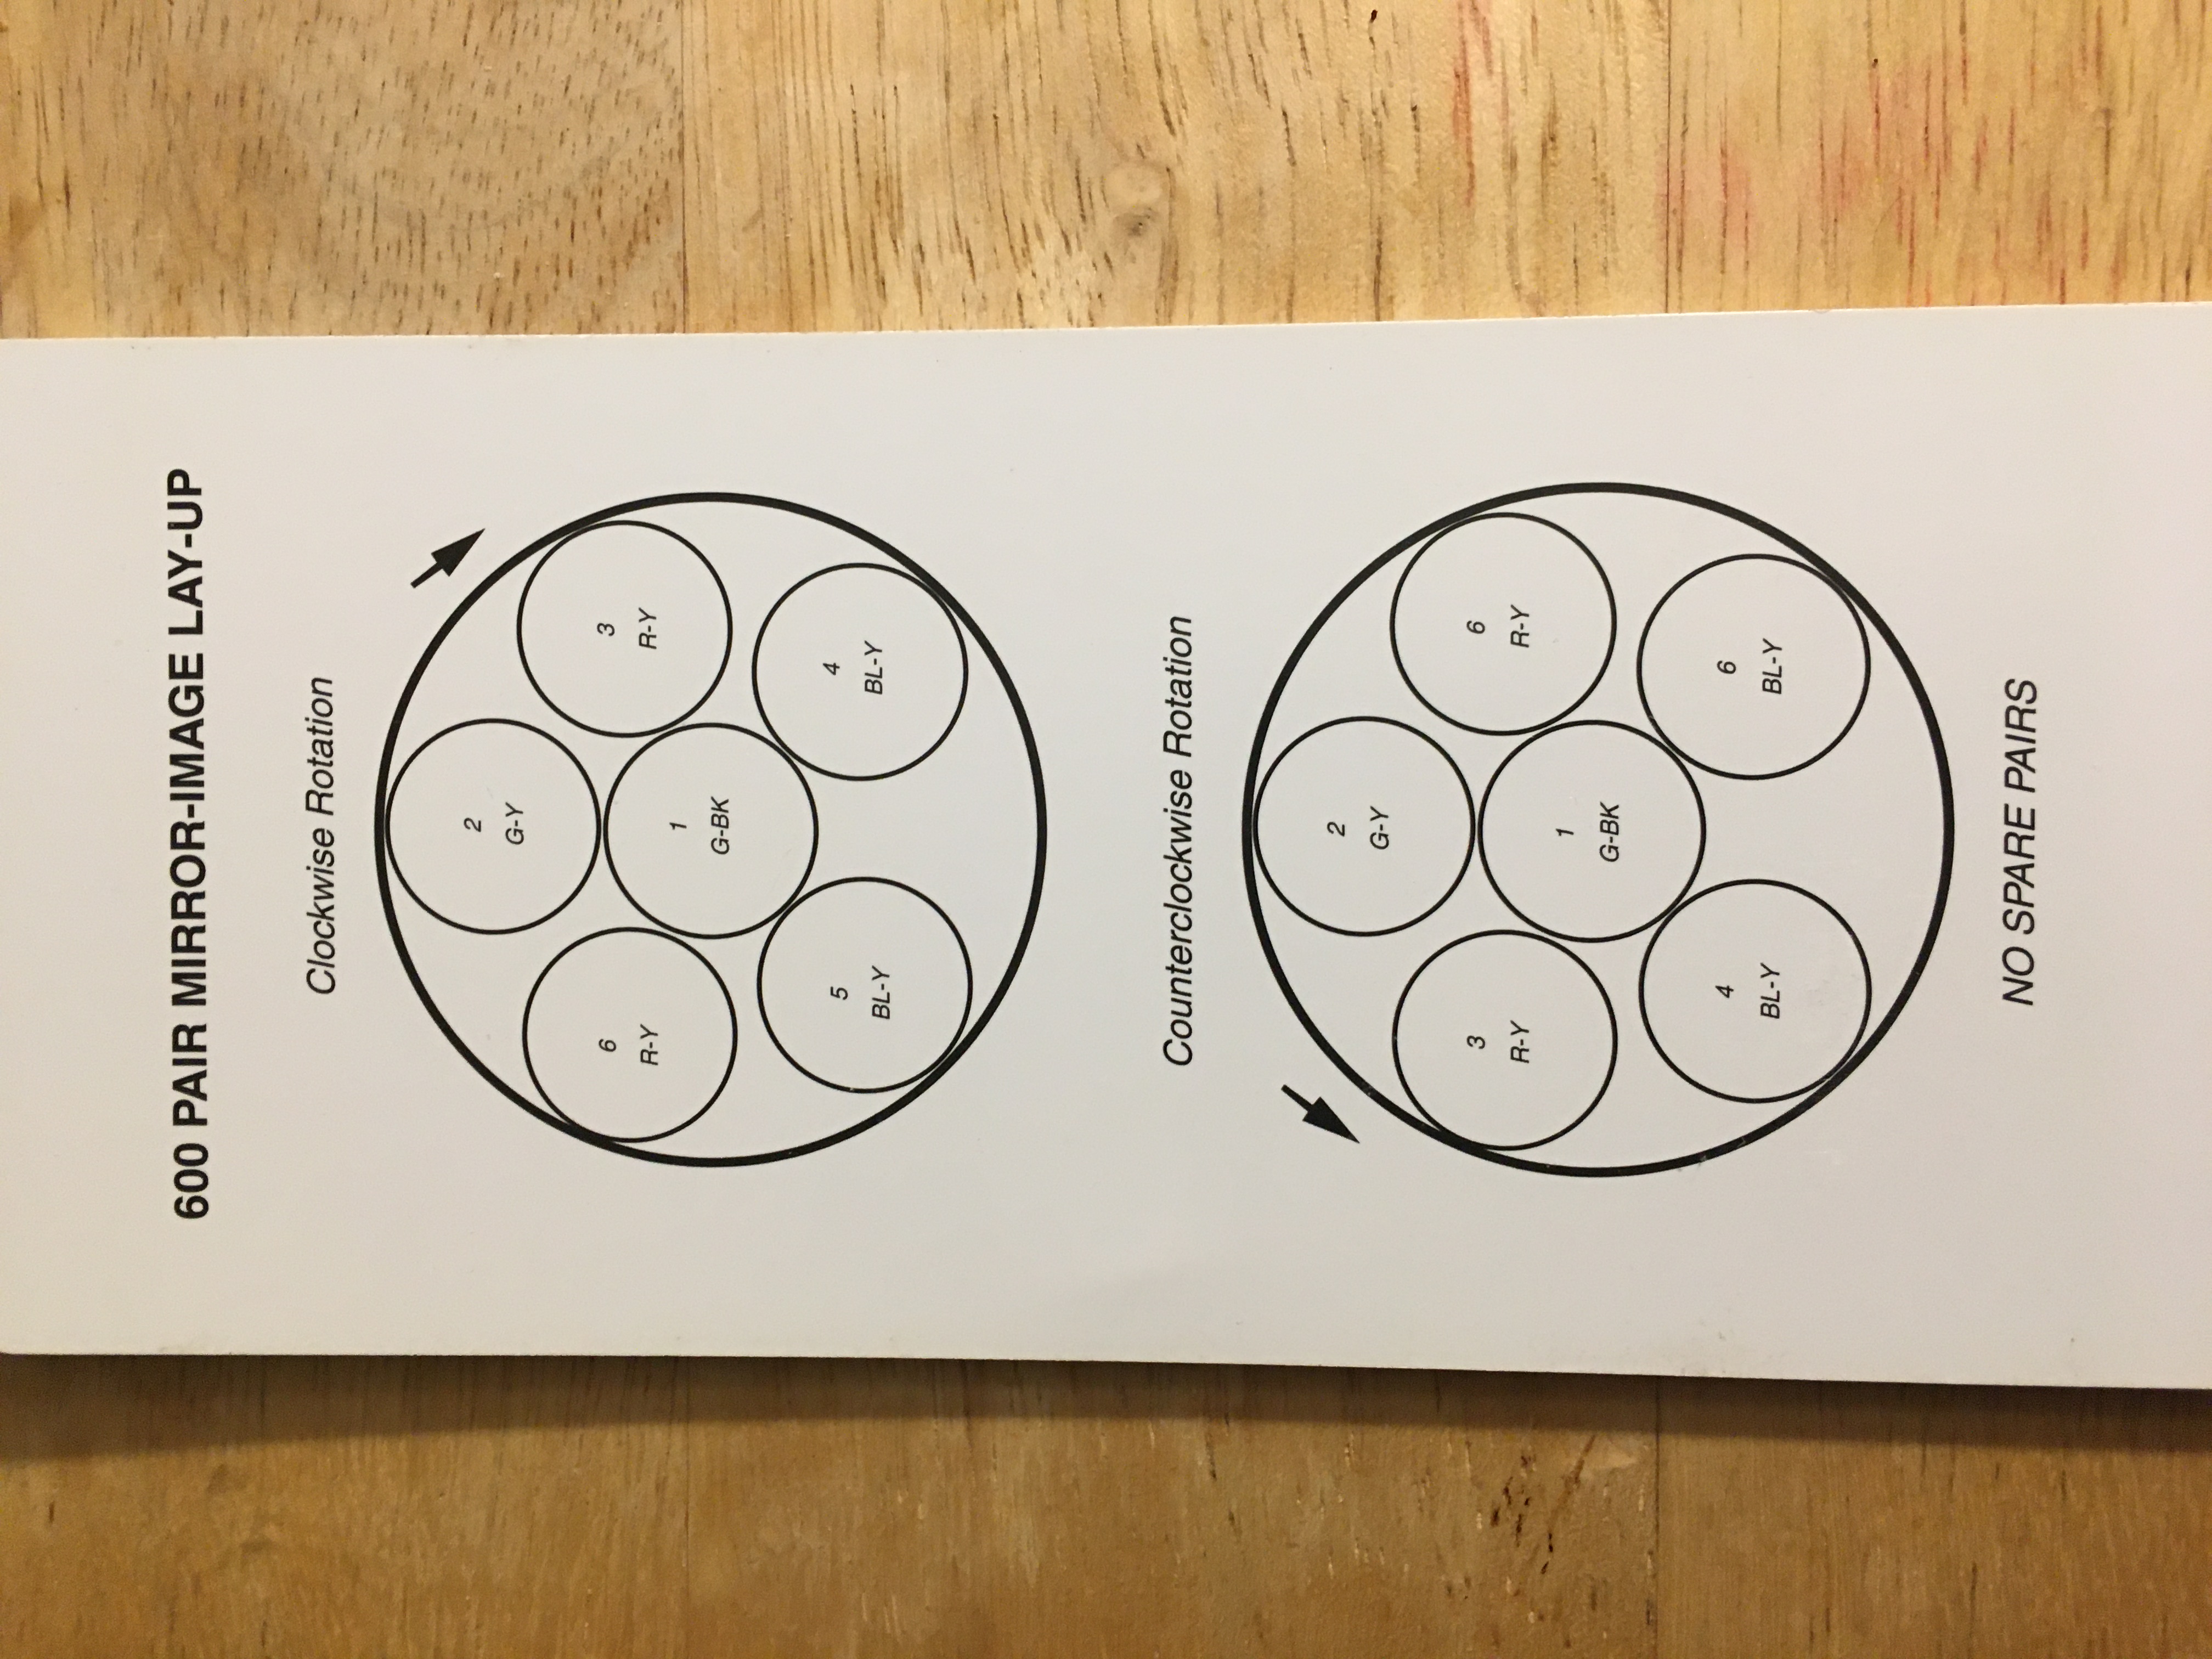 600 PAIR MIRROR-IMAGE LAY-UP
Clockwise Rotation
2
G-Y
6
R-Y
3
R-Y
1
G-BK
5
BL-Y
4
BL-Y
Counterclockwise Rotation
2
G-Y
3
R-Y
6
R-Y
1
G-BK
4
BL-Y
6
BL-Y
NO SPARE PAIRS